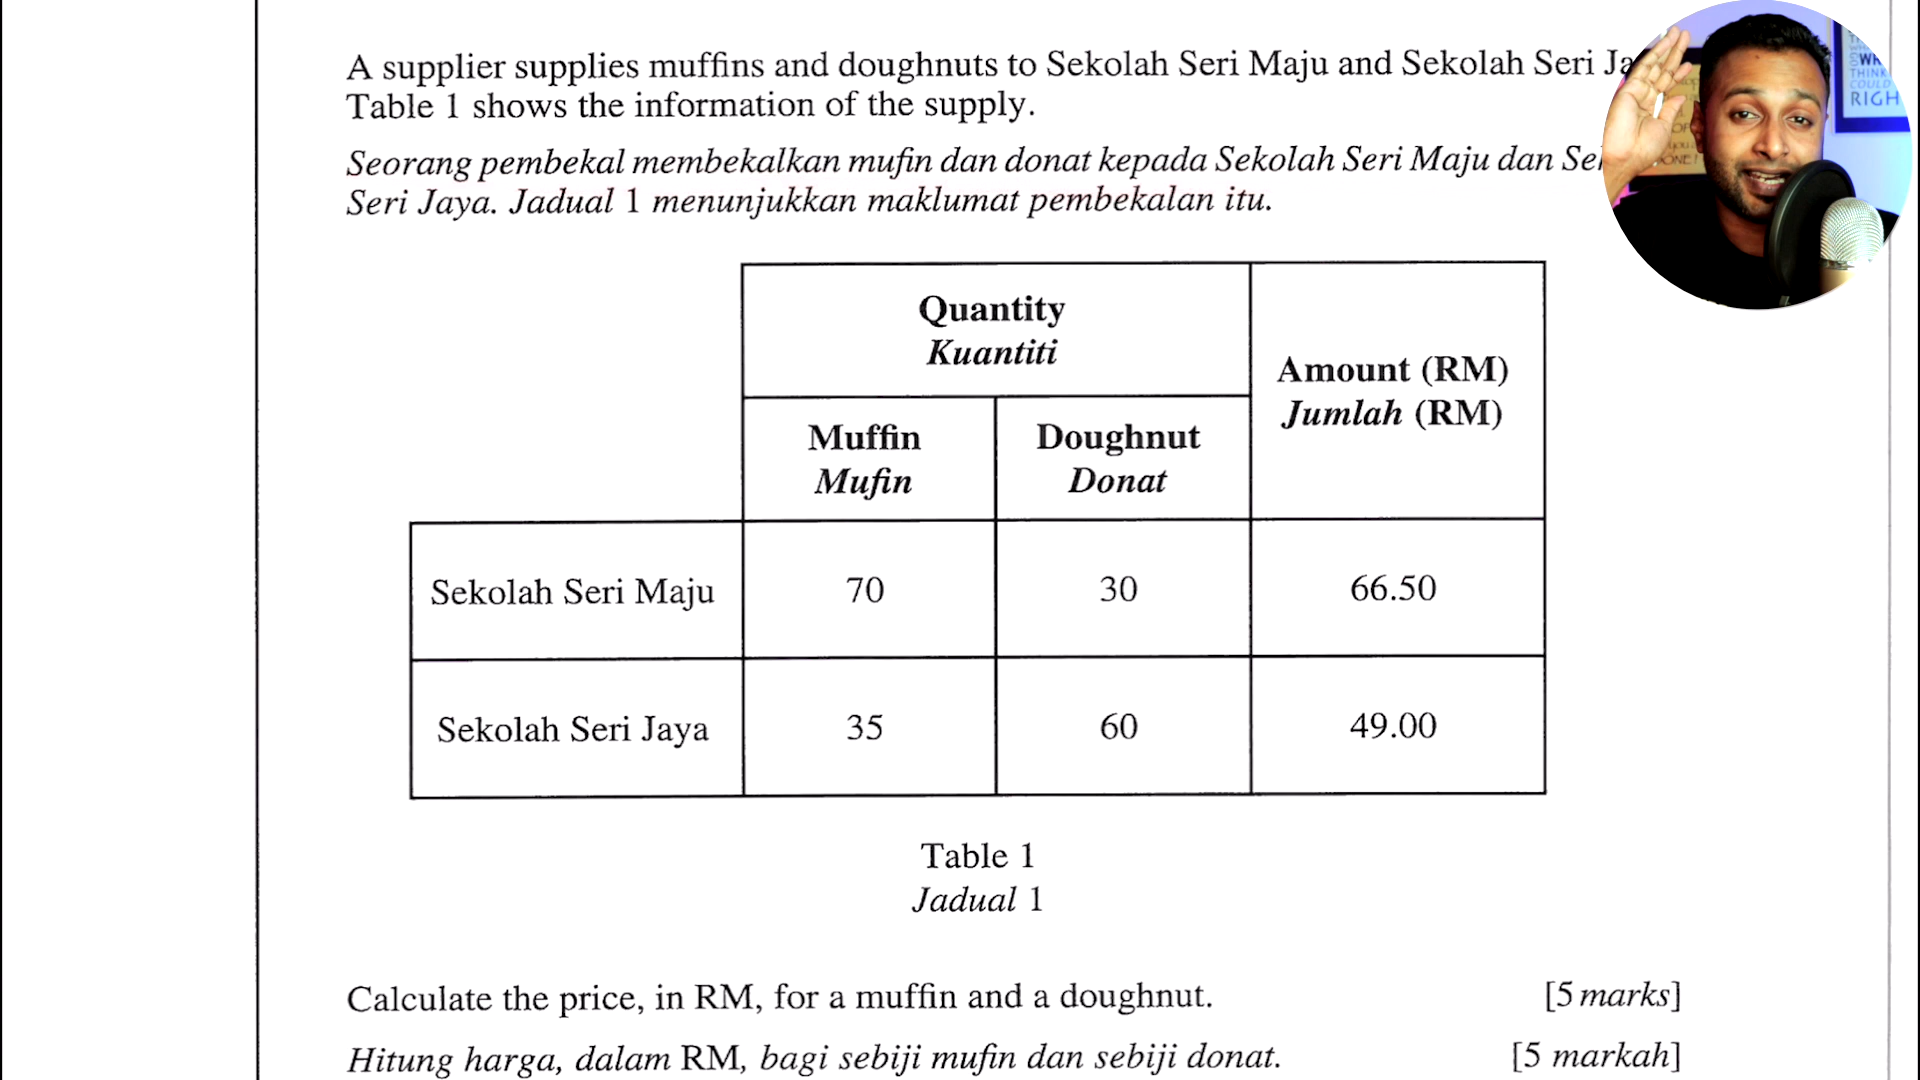 A supplier supplies muffins and doughnuts to Sekolah Seri Maju and Sekolah Seri
Table 1 shows the information of the supply.
Seorang pembekal membekalkan mufin dan donat kepada Sekolah Seri Maju dan
Seri Jaya. Jadual 1 menunjukkan maklumat pembekalan itu.
THINK
COULD
RIGH
Quantity
Kuantiti
Amount (RM)
Jumlah (RM)
Muffin
Mufin
Doughnut
Donat
Sekolah Seri Maju 70 30 66.50
Sekolah Seri Jaya 35 60 49.00
Table 1
Jadual 1
Calculate the price, in RM, for a muffin and a doughnut. [5 marks]
Hitung harga, dalam RM, bagi sebiji mufin dan sebiji donat. [5 markah]